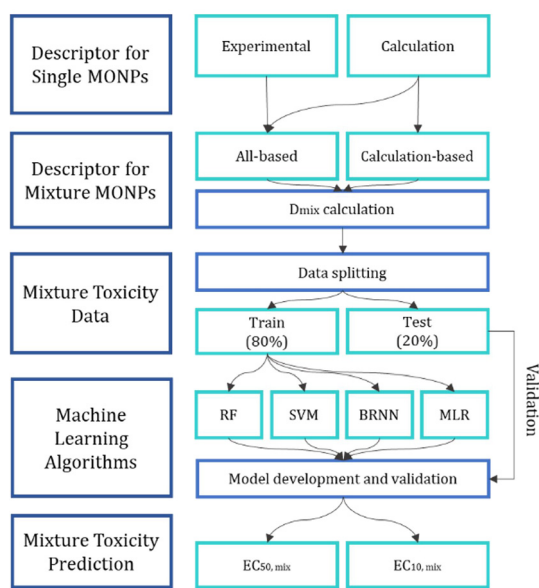 Descriptor for
Single MONPs
Experimental
Calculation
Descriptor for
Mixture MONPs
All-based
Calculation-based
Dmix calculation
Mixture Toxicity
Data
Data splitting
Train
(80%)
Test
(20%)
Validation
Machine
Learning
Algorithms
RF
SVM
BRNN
MLR
Model development and validation
Mixture Toxicity
Prediction
EC50, mix
EC10, mix